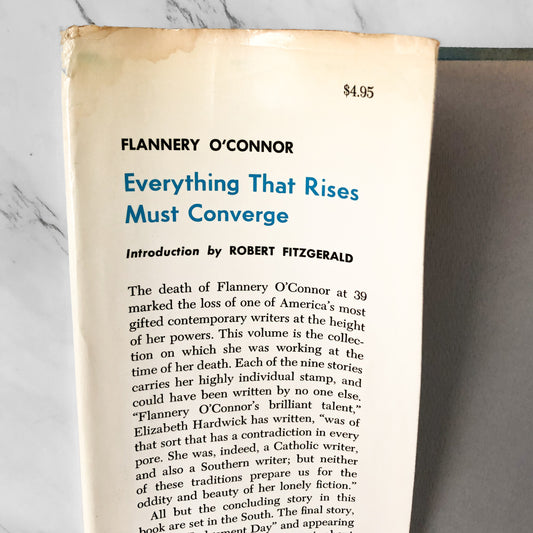 $4.95
FLANNERY O'CONNOR
Everything That Rises
Must Converge
Introduction by ROBERT FITZGERALD
The death of Flannery O'Connor at 39
marked the loss of one of America's most
gifted contemporary writers at the height
of her powers. This volume is the collec-
tion on which she was working at the
time of her death. Each of the nine stories
carries her highly individual stamp, and
could have been written by no one else.
"Flannery O'Connor's brilliant talent,"
Elizabeth Hardwick has written, "was of
that sort that has a contradiction in every
pore. She was, indeed, a Catholic writer,
and also a Southern writer; but neither
of these traditions prepare us for the
oddity and beauty of her lonely fiction."
All but the concluding story in this
book are set in the South. The final story,
Day" and appearing